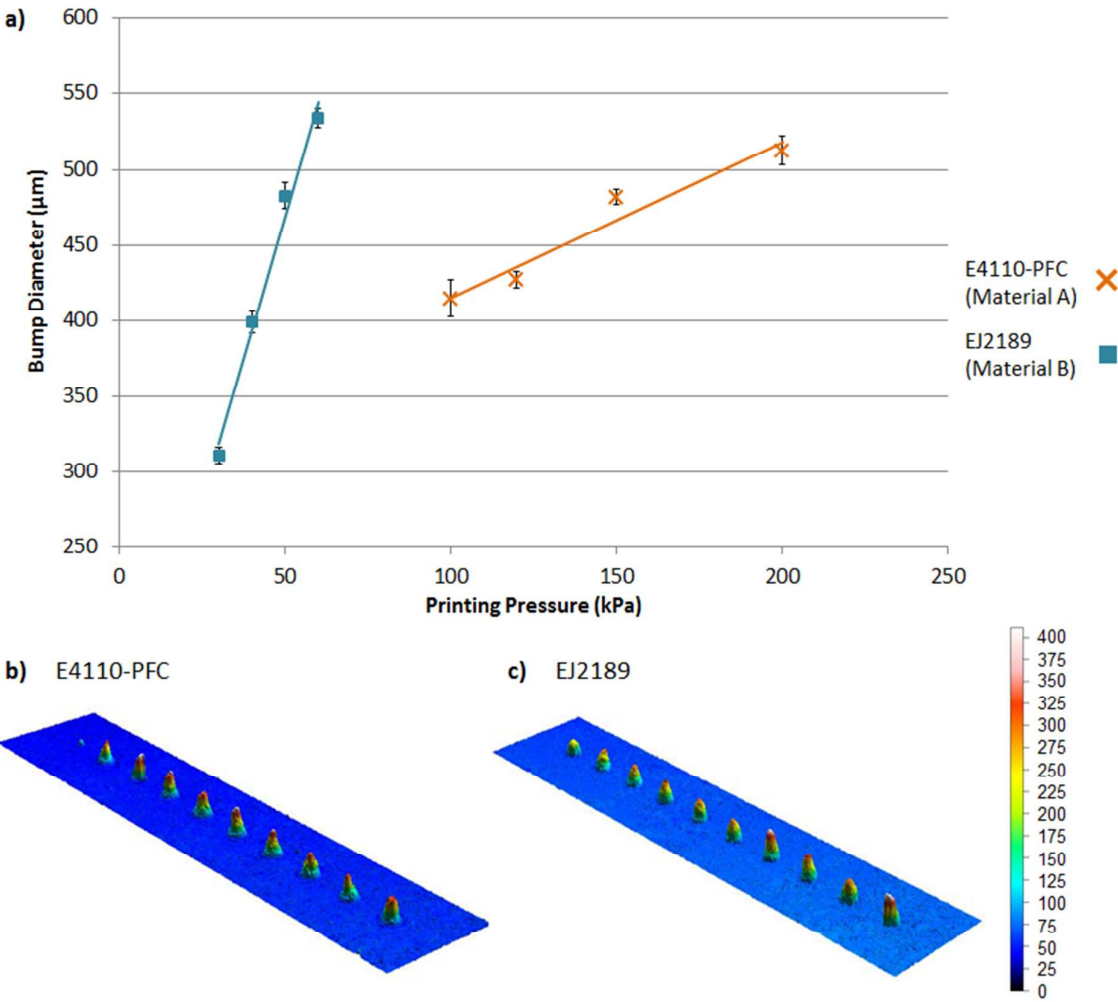 a)
600
550
500
450
400
350
300
250
Bump Diameter (μm)
0 50 100 150 200 250
Printing Pressure (kPa)
E4110-PFC
(Material A)
EJ2189
(Material B)
b) E4110-PFC
c) EJ2189
400
375
350
325
300
275
250
225
200
175
150
125
100
75
50
25
0